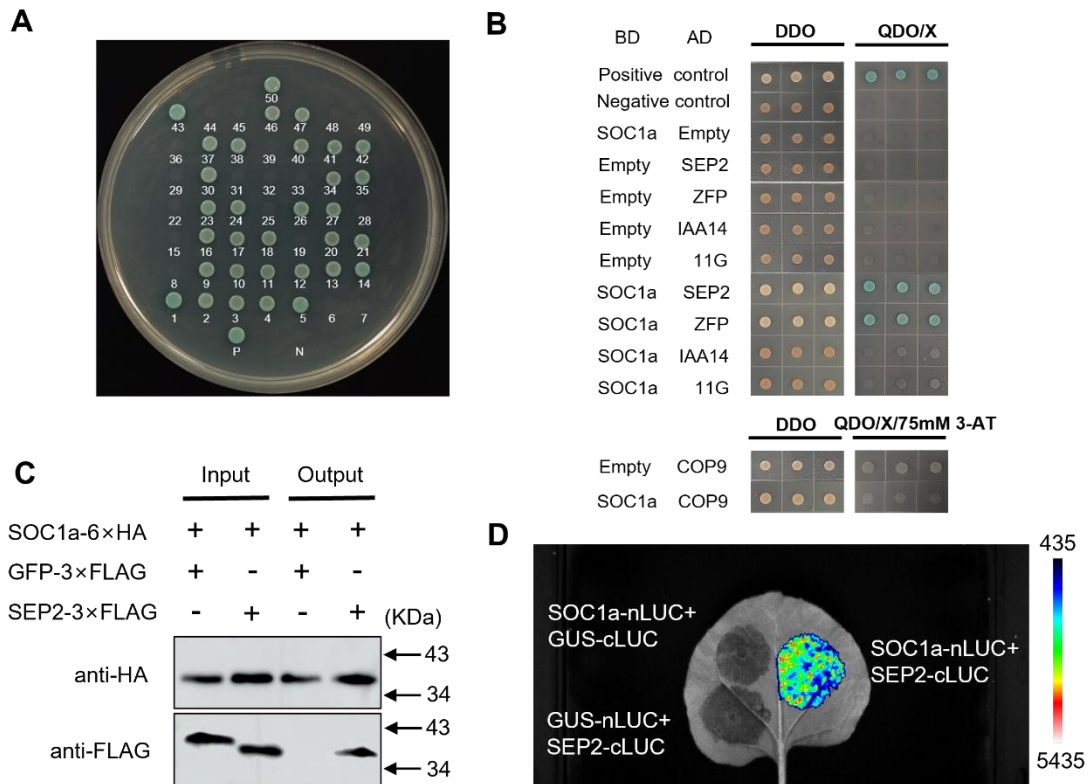 A
50
43 44 45 46 47 48 49
36 37 38 39 40 41 42
29 30 31 32 33 34 35
22 23 24 25 26 27 28
15 16 17 18 19 20 21
8 9 10 11 12 13 14
1 2 3 4 5 6 7
P N
B
BD AD DDO QDO/X
Positive control
Negative control
SOC1a Empty
Empty SEP2
Empty ZFP
Empty IAA14
Empty 11G
SOC1a SEP2
SOC1a ZFP
SOC1a IAA14
SOC1a 11G
DDO QDO/X/75mM 3-AT
Empty COP9
SOC1a COP9
C
Input Output
SOC1a-6×HA + + + +
GFP-3×FLAG + - + -
SEP2-3×FLAG - + - + (KDa)
anti-HA
43
34
anti-FLAG
43
34
D
SOC1a-nLUC+
GUS-cLUC
GUS-nLUC+
SEP2-cLUC
SOC1a-nLUC+
SEP2-cLUC
435
5435